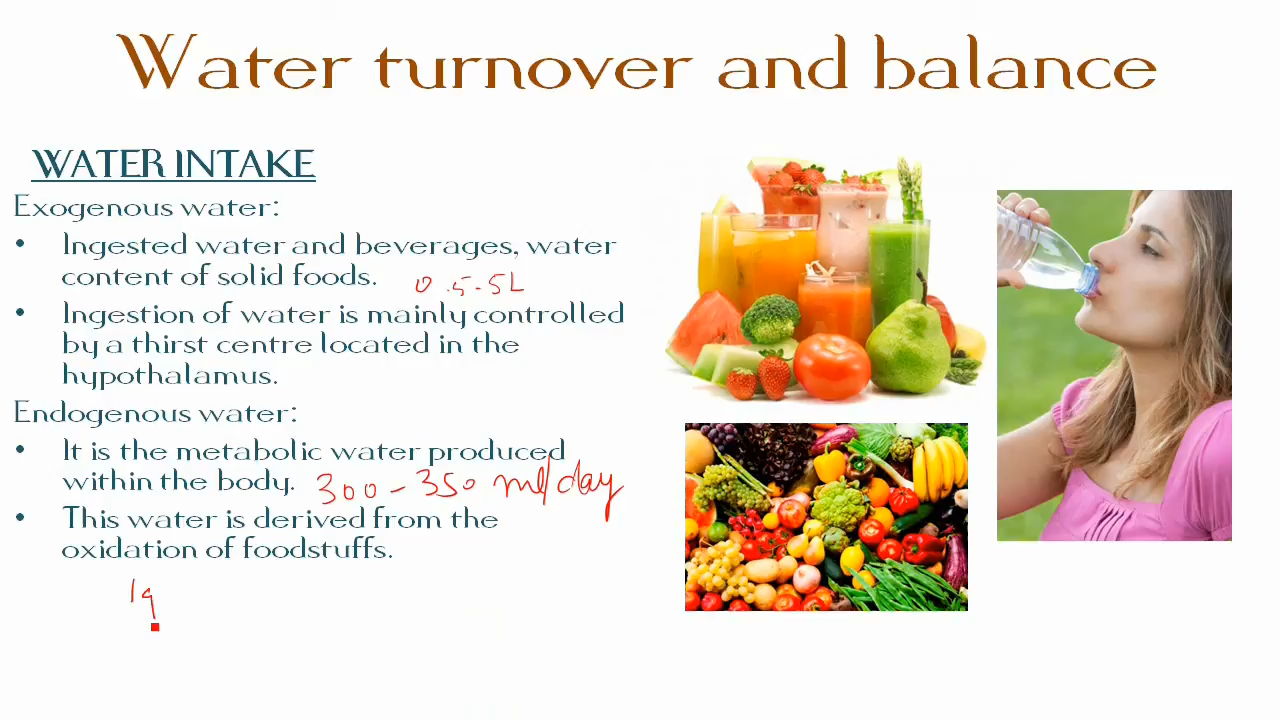 Water turnover and balance
WATER INTAKE
Exogenous water:
• Ingested water and beverages, water
content of solid foods. 0.5-5L
• Ingestion of water is mainly controlled
by a thirst centre located in the
hypothalamus.
Endogenous water:
• It is the metabolic water produced
within the body. 300-350 ml/day
• This water is derived from the
oxidation of foodstuffs.
1g